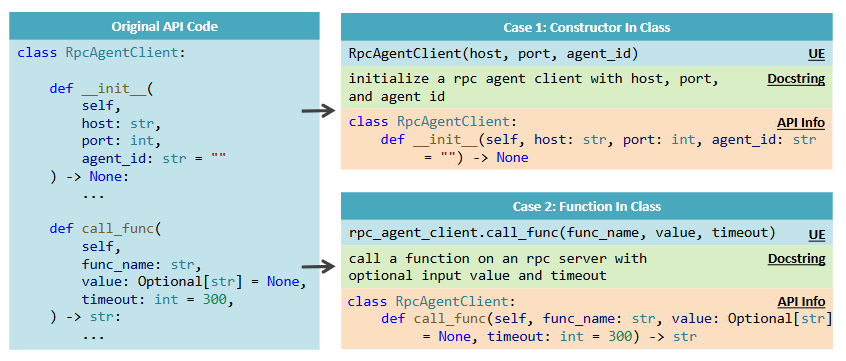 Original API Code
class RpcAgentClient:
def __init__(
self,
host: str,
port: int,
agent_id: str = ""
) -> None:
...
def call_func(
self,
func_name: str,
value: Optional[str] = None,
timeout: int = 300,
) -> str:
...
Case 1: Constructor In Class
RpcAgentClient(host, port, agent_id) UE
initialize a rpc agent client with host, port, Docstring
and agent id
class RpcAgentClient: API Info
def __init__(self, host: str, port: int, agent_id: str
= "") -> None
Case 2: Function In Class
rpc_agent_client.call_func(func_name, value, timeout) UE
call a function on an rpc server with Docstring
optional input value and timeout
class RpcAgentClient: API Info
def call_func(self, func_name: str, value: Optional[str]
= None, timeout: int = 300) -> str